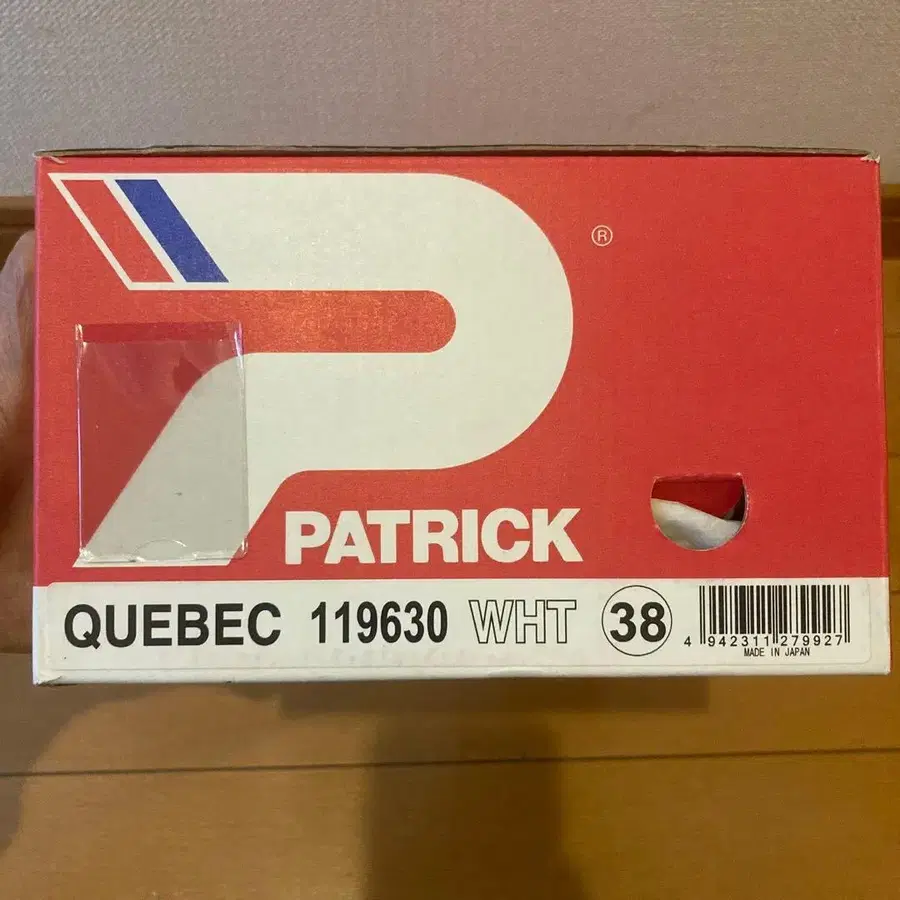 ®
PATRICK
QUEBEC 119630 WHT 38
4 942311 279927
MADE IN JAPAN